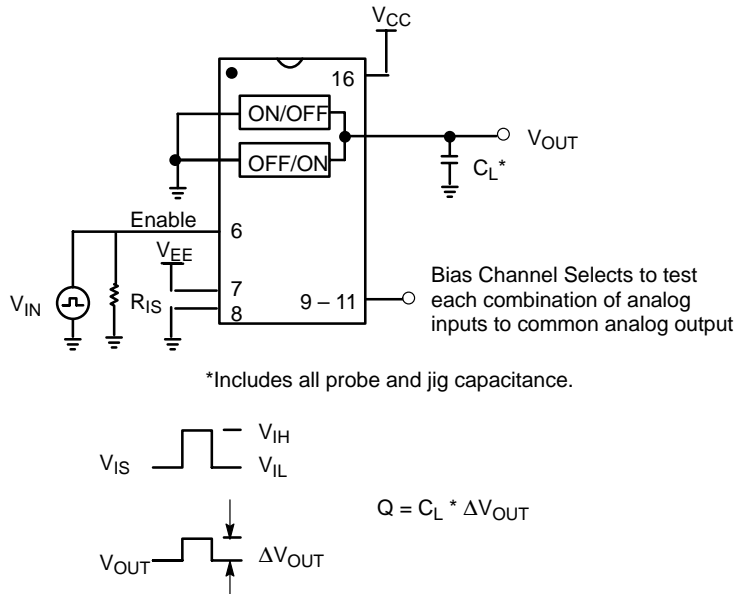 VCC
16
ON/OFF
OFF/ON
VOUT
CL*
Enable
6
VEE
7
VIN
RIS
8
9 – 11
Bias Channel Selects to test
each combination of analog
inputs to common analog output
*Includes all probe and jig capacitance.
VIH
VIS
VIL
Q = CL * ΔVOUT
VOUT
ΔVOUT